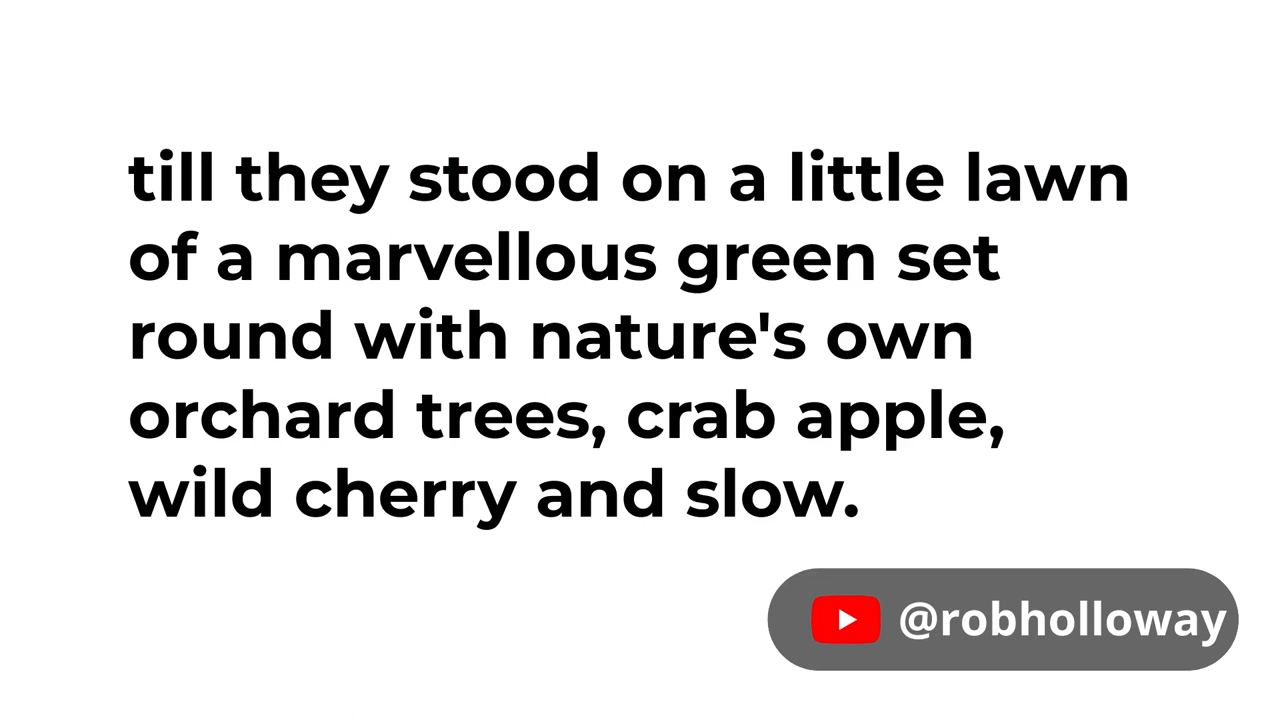 till they stood on a little lawn
of a marvellous green set
round with nature's own
orchard trees, crab apple,
wild cherry and slow.
@robholloway